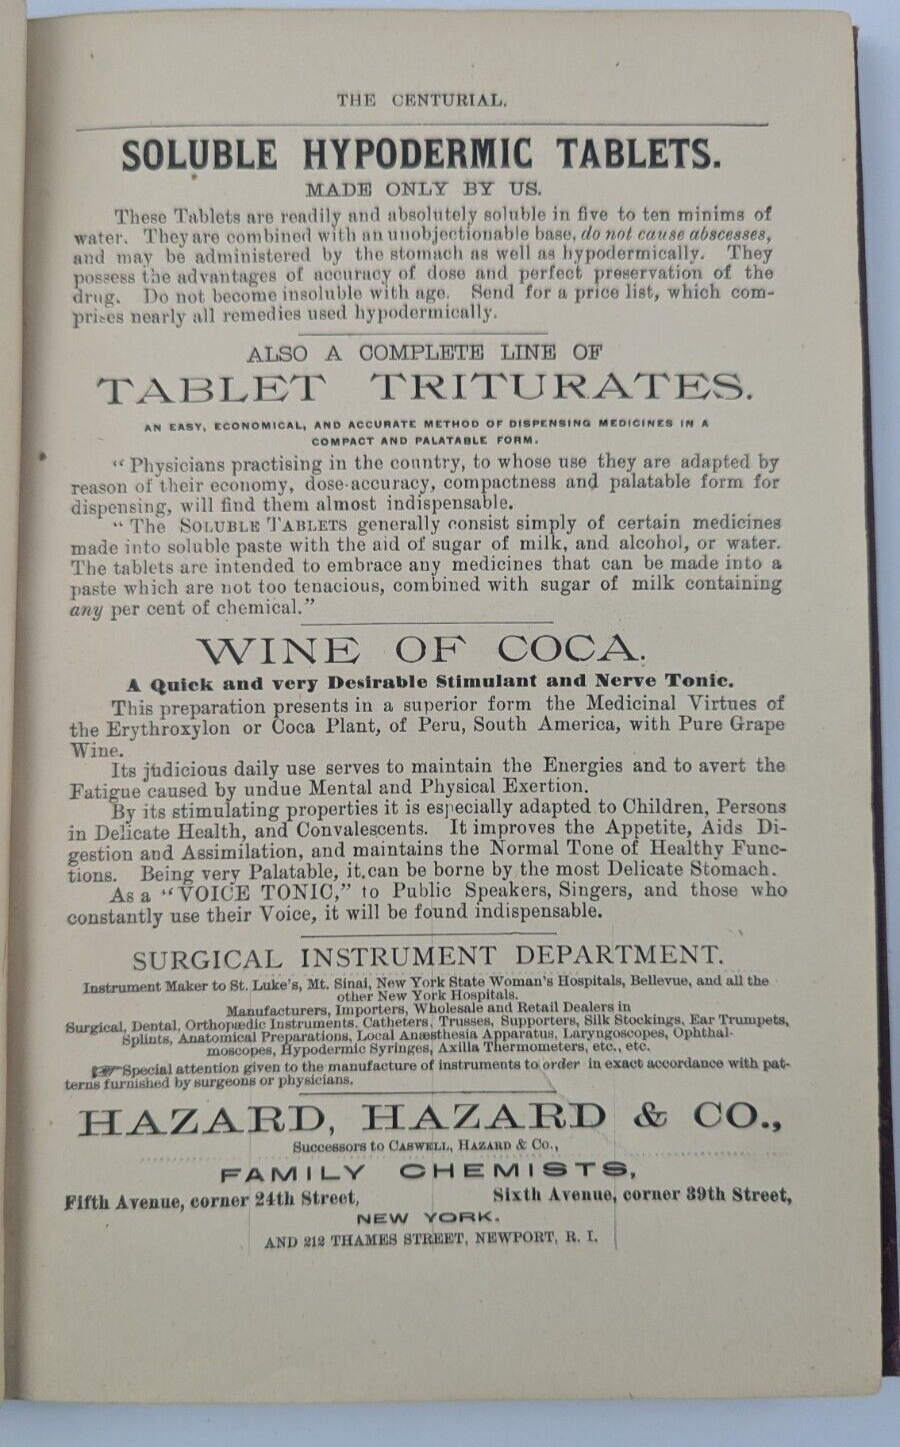 THE CENTURIAL.
SOLUBLE HYPODERMIC TABLETS.
MADE ONLY BY US.
These Tablets are readily and absolutely soluble in five to ten minims of
water. They are combined with an unobjectionable base, do not cause abscesses,
and may be administered by the stomach as well as hypodermically. They
possess the advantages of accuracy of dose and perfect preservation of the
drug. Do not become insoluble with age. Send for a price list, which com-
prises nearly all remedies used hypodermically.
ALSO A COMPLETE LINE OF
TABLET TRITURATES.
AN EASY, ECONOMICAL, AND ACCURATE METHOD OF DISPENSING MEDICINES IN A
COMPACT AND PALATABLE FORM.
“Physicians practising in the country, to whose use they are adapted by
reason of their economy, dose-accuracy, compactness and palatable form for
dispensing, will find them almost indispensable.
“The SOLUBLE TABLETS generally consist simply of certain medicines
made into soluble paste with the aid of sugar of milk, and alcohol, or water.
The tablets are intended to embrace any medicines that can be made into a
paste which are not too tenacious, combined with sugar of milk containing
any per cent of chemical.”
WINE OF COCA.
A Quick and very Desirable Stimulant and Nerve Tonic.
This preparation presents in a superior form the Medicinal Virtues of
the Erythroxylon or Coca Plant, of Peru, South America, with Pure Grape
Wine.
Its judicious daily use serves to maintain the Energies and to avert the
Fatigue caused by undue Mental and Physical Exertion.
By its stimulating properties it is especially adapted to Children, Persons
in Delicate Health, and Convalescents. It improves the Appetite, Aids Di-
gestion and Assimilation, and maintains the Normal Tone of Healthy Func-
tions. Being very Palatable, it can be borne by the most Delicate Stomach.
As a “VOICE TONIC,” to Public Speakers, Singers, and those who
constantly use their Voice, it will be found indispensable.
SURGICAL INSTRUMENT DEPARTMENT.
Instrument Maker to St. Luke's, Mt. Sinai, New York State Woman's Hospitals, Bellevue, and all the
other New York Hospitals.
Manufacturers, Importers, Wholesale and Retail Dealers in
Surgical, Dental, Orthopædic Instruments, Catheters, Trusses, Supporters, Silk Stockings, Ear Trumpets,
Splints, Anatomical Preparations, Local Anæsthesia Apparatus, Laryngoscopes, Ophthal-
moscopes, Hypodermic Syringes, Axilla Thermometers, etc., etc.
☞Special attention given to the manufacture of instruments to order in exact accordance with pat-
terns furnished by surgeons or physicians.
HAZARD, HAZARD & CO.,
Successors to CASWELL, HAZARD & Co.,
FAMILY CHEMISTS,
Fifth Avenue, corner 24th Street, Sixth Avenue, corner 39th Street,
NEW YORK.
AND 212 THAMES STREET, NEWPORT, R. I.